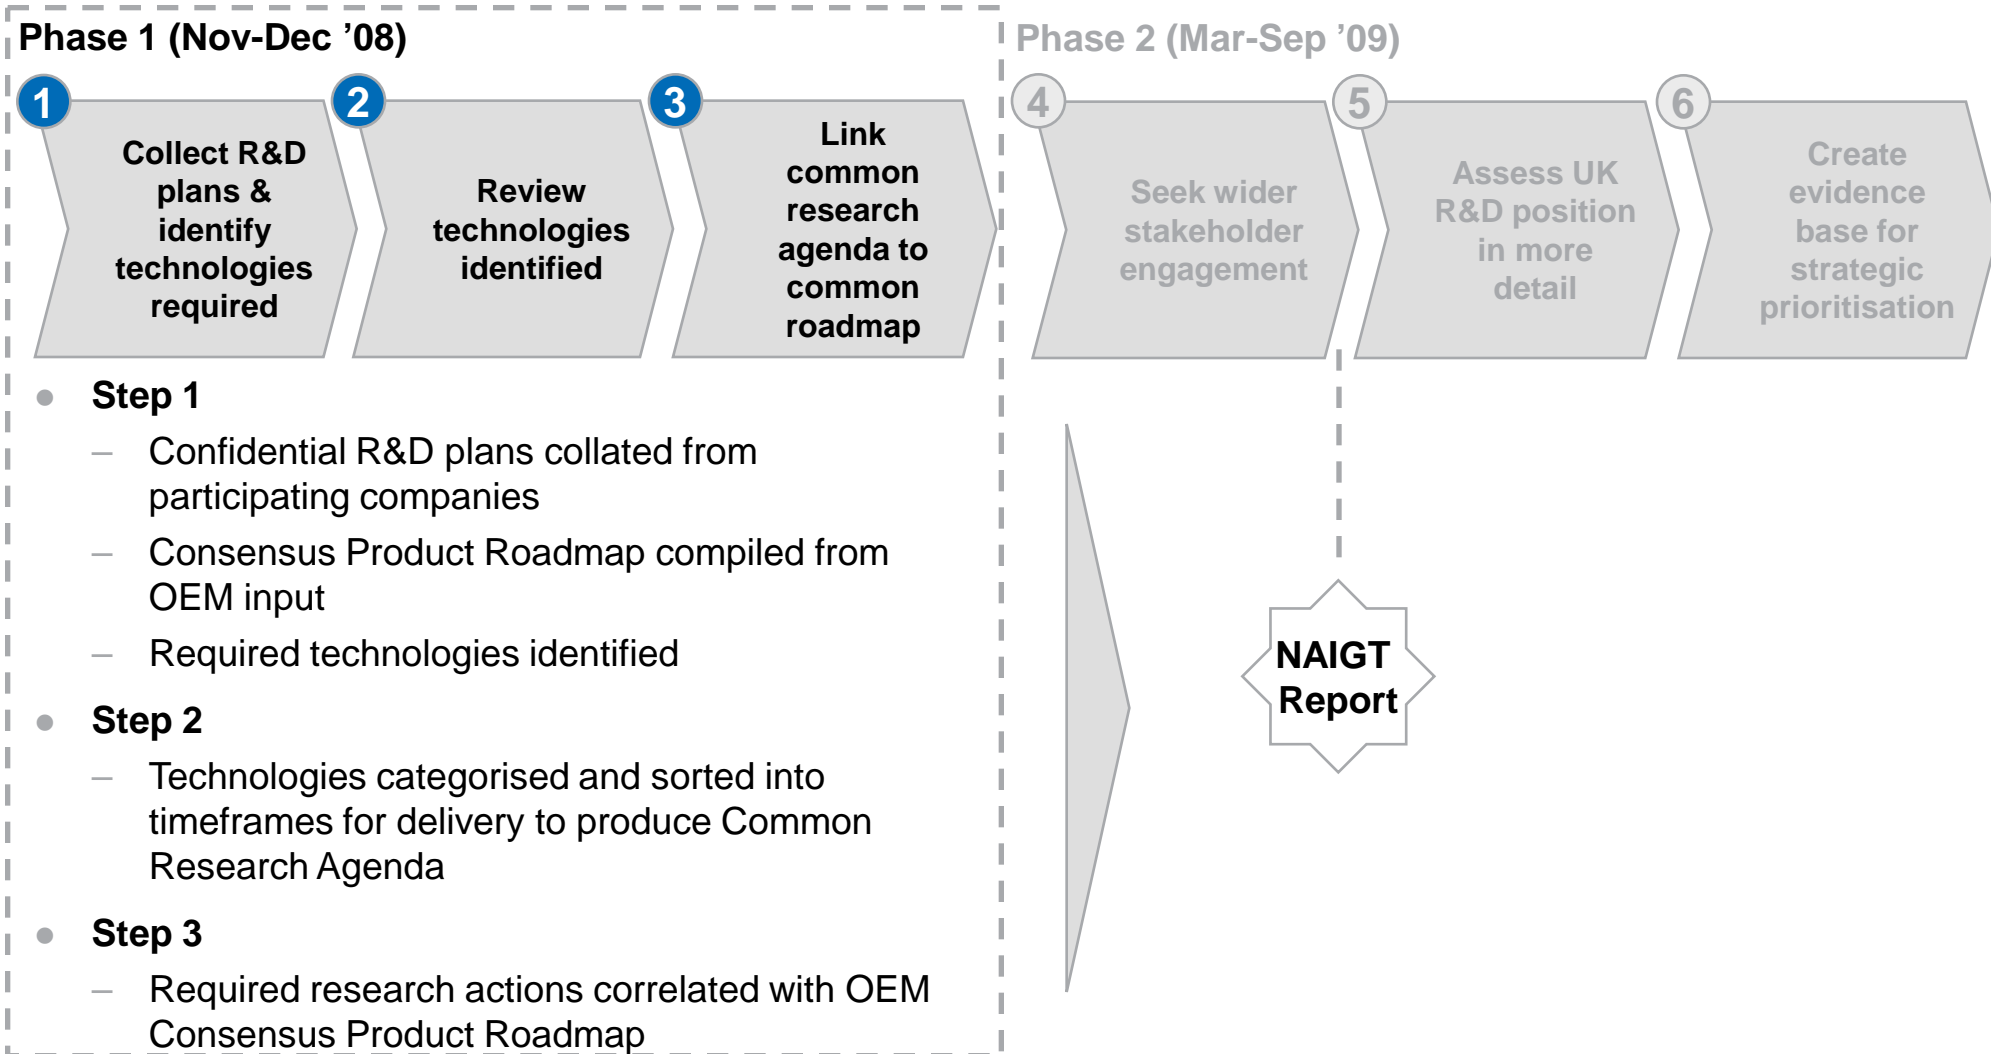 Phase 1 (Nov-Dec ’08)
1
Collect R&D
plans &
identify
technologies
required
2
Review
technologies
identified
3
Link
common
research
agenda to
common
roadmap
Phase 2 (Mar-Sep ’09)
4
Seek wider
stakeholder
engagement
5
Assess UK
R&D position
in more
detail
6
Create
evidence
base for
strategic
prioritisation
● Step 1
– Confidential R&D plans collated from
participating companies
– Consensus Product Roadmap compiled from
OEM input
– Required technologies identified
● Step 2
– Technologies categorised and sorted into
timeframes for delivery to produce Common
Research Agenda
● Step 3
– Required research actions correlated with OEM
Consensus Product Roadmap
NAIGT
Report